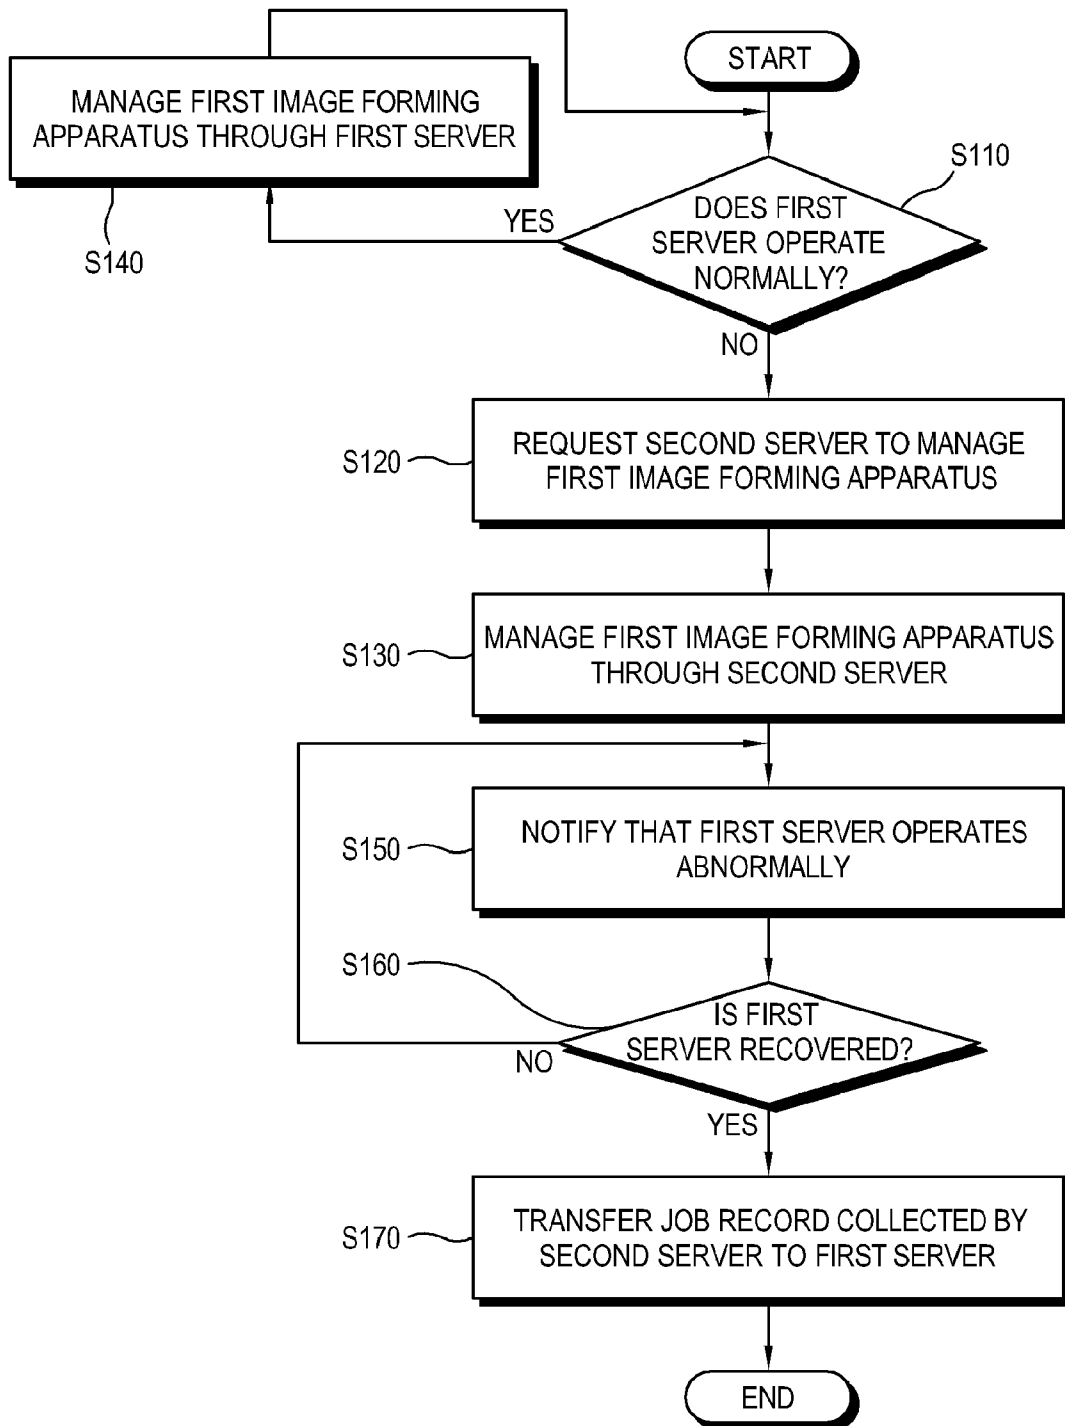 START
MANAGE FIRST IMAGE FORMING
APPARATUS THROUGH FIRST SERVER
S140
S110
DOES FIRST
SERVER OPERATE
NORMALLY?
YES
NO
S120
REQUEST SECOND SERVER TO MANAGE
FIRST IMAGE FORMING APPARATUS
S130
MANAGE FIRST IMAGE FORMING APPARATUS
THROUGH SECOND SERVER
S150
NOTIFY THAT FIRST SERVER OPERATES
ABNORMALLY
S160
IS FIRST
SERVER RECOVERED?
NO
YES
S170
TRANSFER JOB RECORD COLLECTED BY
SECOND SERVER TO FIRST SERVER
END